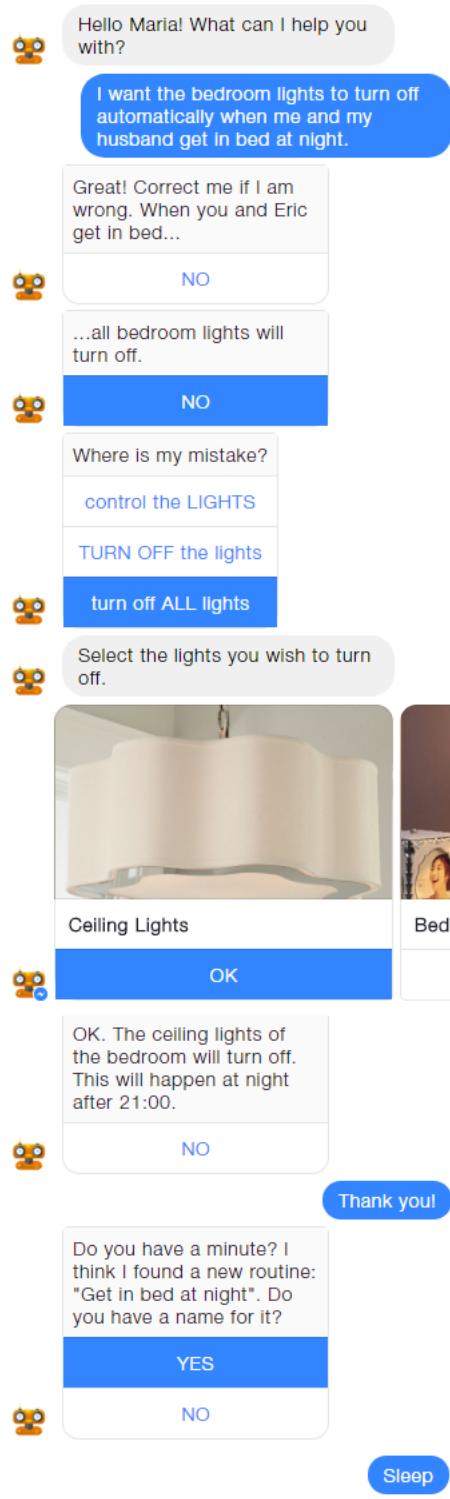 Hello Maria! What can I help you
with?
I want the bedroom lights to turn off
automatically when me and my
husband get in bed at night.
Great! Correct me if I am
wrong. When you and Eric
get in bed...
NO
...all bedroom lights will
turn off.
NO
Where is my mistake?
control the LIGHTS
TURN OFF the lights
turn off ALL lights
Select the lights you wish to turn
off.
Ceiling Lights
Bed
OK
OK. The ceiling lights of
the bedroom will turn off.
This will happen at night
after 21:00.
NO
Thank you!
Do you have a minute? I
think I found a new routine:
"Get in bed at night". Do
you have a name for it?
YES
NO
Sleep